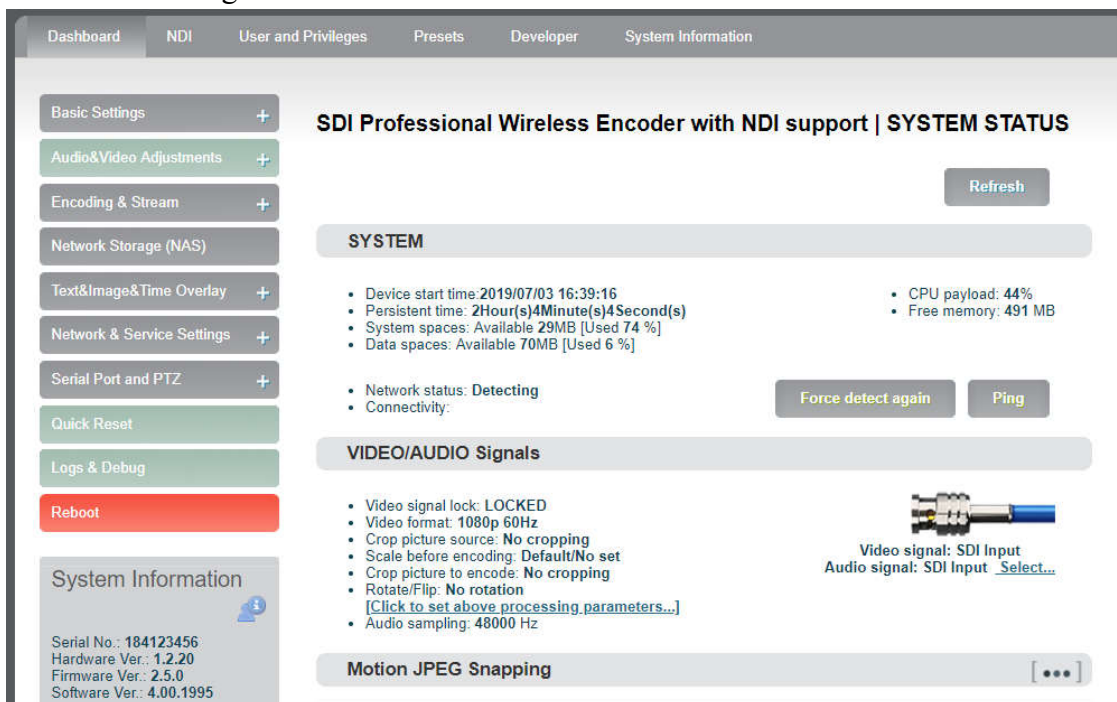 Dashboard NDI User and Privileges Presets Developer System Information
Basic Settings +
Audio&Video Adjustments +
Encoding & Stream +
Network Storage (NAS)
Text&Image&Time Overlay +
Network & Service Settings +
Serial Port and PTZ +
Quick Reset
Logs & Debug
Reboot
System Information
Serial No.: 184123456
Hardware Ver.: 1.2.20
Firmware Ver.: 2.5.0
Software Ver.: 4.00.1995
SDI Professional Wireless Encoder with NDI support | SYSTEM STATUS
Refresh
SYSTEM
• Device start time:2019/07/03 16:39:16
• Persistent time: 2Hour(s)4Minute(s)4Second(s)
• System spaces: Available 29MB [Used 74 %]
• Data spaces: Available 70MB [Used 6 %]
• CPU payload: 44%
• Free memory: 491 MB
• Network status: Detecting
• Connectivity:
Force detect again Ping
VIDEO/AUDIO Signals
• Video signal lock: LOCKED
• Video format: 1080p 60Hz
• Crop picture source: No cropping
• Scale before encoding: Default/No set
• Crop picture to encode: No cropping
• Rotate/Flip: No rotation
[Click to set above processing parameters...]
• Audio sampling: 48000 Hz
Video signal: SDI Input
Audio signal: SDI Input Select...
Motion JPEG Snapping [•••]